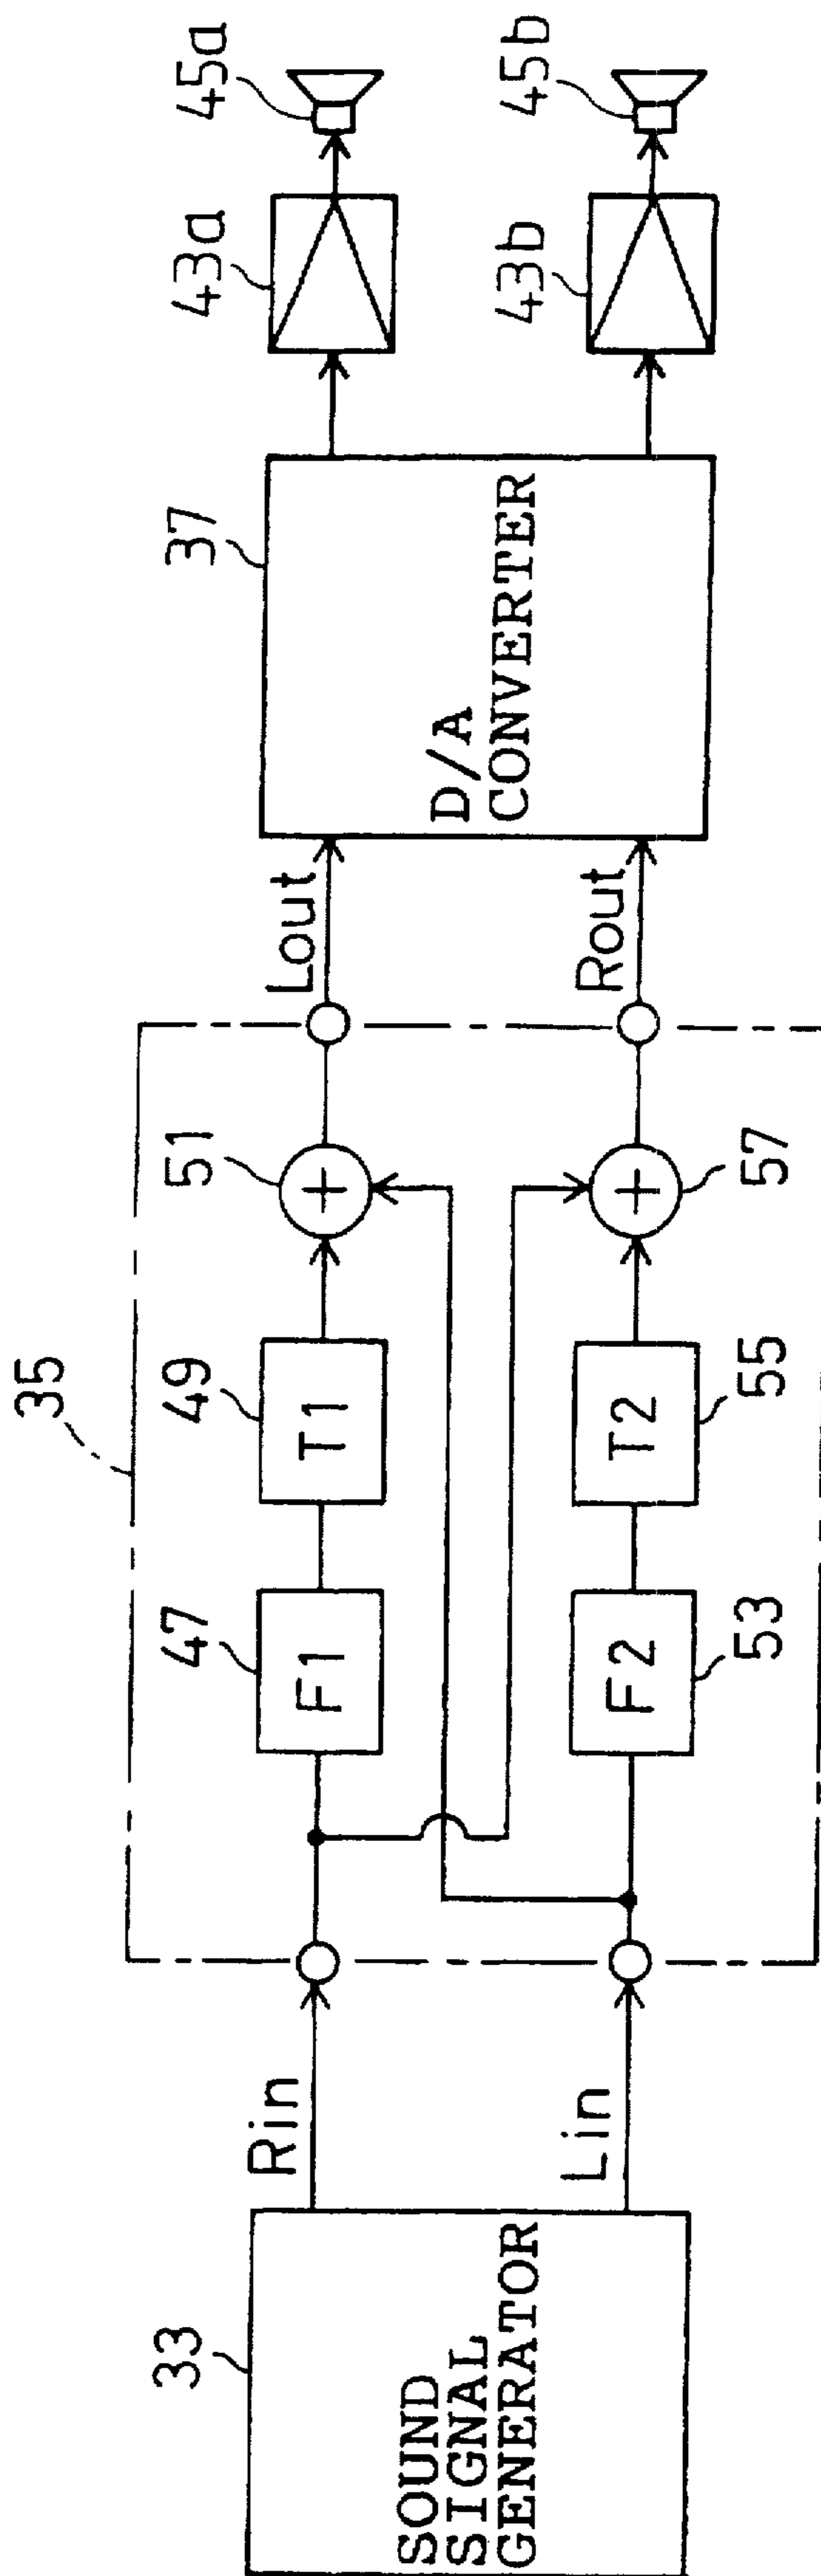 35
33
47
49
51
37
43a
45a
Rin
F1
T1
+
Lout
SOUND
SIGNAL
GENERATOR
D/A
CONVERTER
43b
45b
Lin
F2
T2
+
Rout
53
55
57